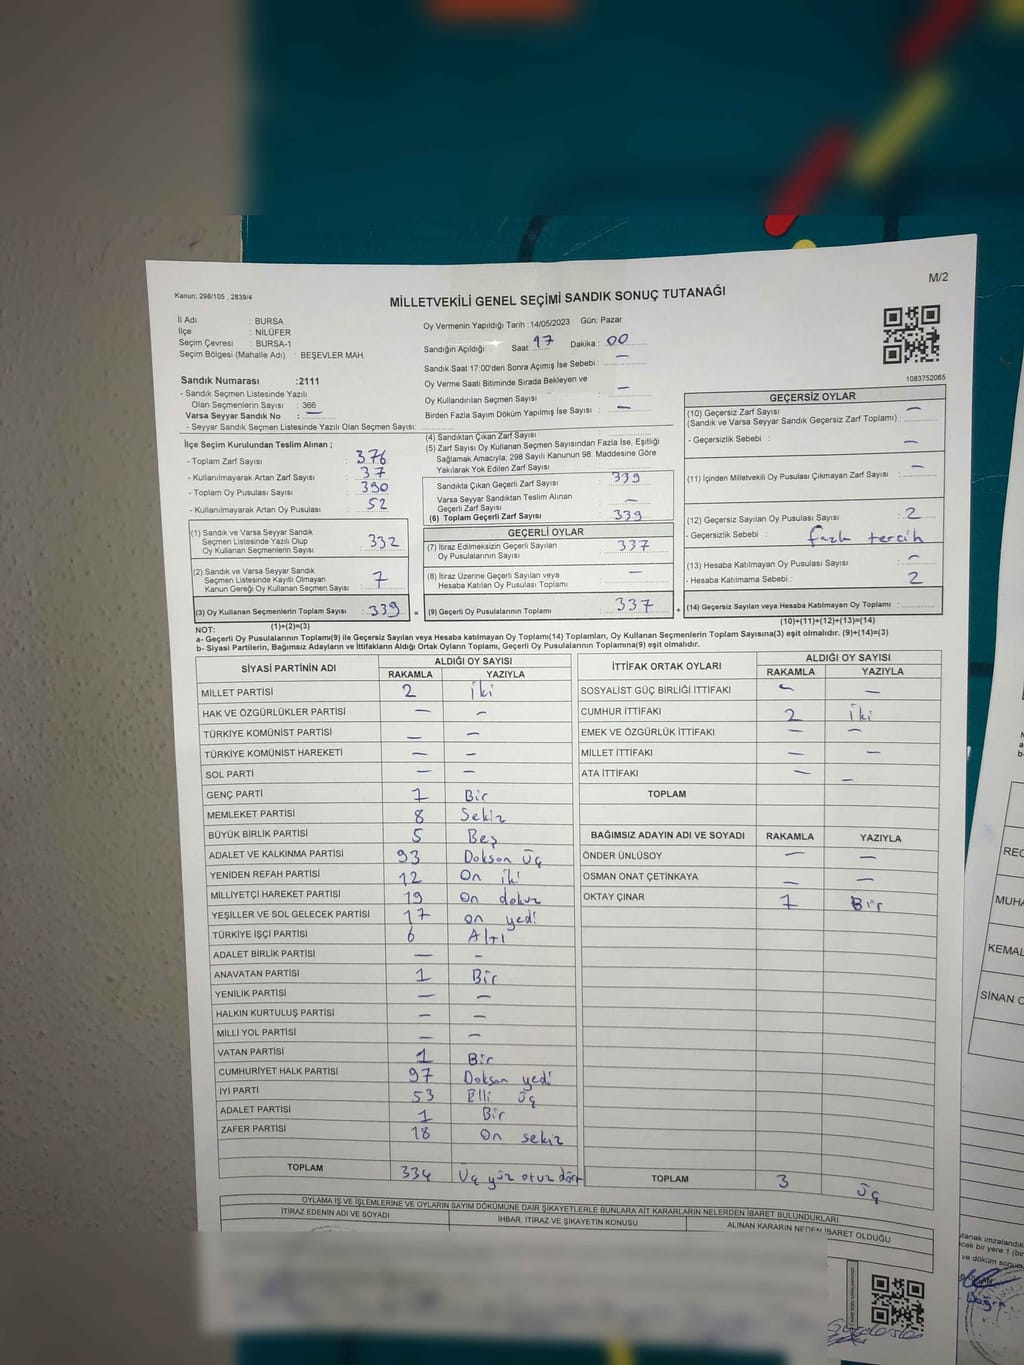 M/2
Kanun; 298/105 , 2839/4
MİLLETVEKİLİ GENEL SEÇİMİ SANDIK SONUÇ TUTANAĞI
İl Adı : BURSA
İlçe : NİLÜFER
Seçim Çevresi : BURSA-1
Seçim Bölgesi (Mahalle Adı) : BEŞEVLER MAH.
Sandık Numarası :2111
- Sandık Seçmen Listesinde Yazılı
Olan Seçmenlerin Sayısı : 366
Varsa Seyyar Sandık No : —
- Seyyar Sandık Seçmen Listesinde Yazılı Olan Seçmen Sayısı:
Oy Vermenin Yapıldığı Tarih :14/05/2023 Gün: Pazar
Sandığın Açıldığı Saat: 17 Dakika : 00
Sandık Saat 17:00'den Sonra Açımış İse Sebebi : —
Oy Verme Saati Bitiminde Sırada Bekleyen ve
Oy Kullandırılan Seçmen Sayısı : —
Birden Fazla Sayım Döküm Yapılmış İse Sayısı : —
1083752065
İlçe Seçim Kurulundan Teslim Alınan ;
- Toplam Zarf Sayısı : 376
- Kullanılmayarak Artan Zarf Sayısı : 37
- Toplam Oy Pusulası Sayısı : 390
- Kullanılmayarak Artan Oy Pusulası : 52
(1) Sandık ve Varsa Seyyar Sandık
Seçmen Listesinde Yazılı Olup
Oy Kullanan Seçmenlerin Sayısı : 332
(2) Sandık ve Varsa Seyyar Sandık
Seçmen Listesinde Kayıtlı Olmayan
Kanun Gereği Oy Kullanan Seçmen Sayısı : 7
(3) Oy Kullanan Seçmenlerin Toplam Sayısı : 339 =
(1)+(2)=(3)
(4) Sandıktan Çıkan Zarf Sayısı :
(5) Zarf Sayısı Oy Kullanan Seçmen Sayısından Fazla İse, Eşitliği
Sağlamak Amacıyla; 298 Sayılı Kanunun 98. Maddesine Göre
Yakılarak Yok Edilen Zarf Sayısı :
Sandıkta Çıkan Geçerli Zarf Sayısı : 339
Varsa Seyyar Sandıktan Teslim Alınan
Geçerli Zarf Sayısı : —
(6) Toplam Geçerli Zarf Sayısı : 339
GEÇERLİ OYLAR
(7) İtiraz Edilmeksizin Geçerli Sayılan
Oy Pusulalarının Sayısı : 337
(8) İtiraz Üzerine Geçerli Sayılan veya
Hesaba Katılan Oy Pusulası Toplamı : —
(9) Geçerli Oy Pusulalarının Toplamı : 337 +
GEÇERSİZ OYLAR
(10) Geçersiz Zarf Sayısı : —
(Sandık ve Varsa Seyyar Sandık Geçersiz Zarf Toplamı)
- Geçersizlik Sebebi : —
(11) İçinden Milletvekili Oy Pusulası Çıkmayan Zarf Sayısı : —
(12) Geçersiz Sayılan Oy Pusulası Sayısı : 2
- Geçersizlik Sebebi : fazla tercih
(13) Hesaba Katılmayan Oy Pusulası Sayısı : —
- Hesaba Katılmama Sebebi : 2
(14) Geçersiz Sayılan veya Hesaba Katılmayan Oy Toplamı :
(10)+(11)+(12)+(13)=(14)
NOT:
a- Geçerli Oy Pusulalarının Toplamı(9) ile Geçersiz Sayılan veya Hesaba katılmayan Oy Toplamı(14) Toplamları, Oy Kullanan Seçmenlerin Toplam Sayısına(3) eşit olmalıdır. (9)+(14)=(3)
b- Siyasi Partilerin, Bağımsız Adayların ve İttifakların Aldığı Ortak Oyların Toplamı, Geçerli Oy Pusulalarının Toplamına(9) eşit olmalıdır.
SİYASİ PARTİNİN ADI ALDIĞI OY SAYISI
RAKAMLA YAZIYLA
MİLLET PARTİSİ 2 iki
HAK VE ÖZGÜRLÜKLER PARTİSİ — —
TÜRKİYE KOMÜNİST PARTİSİ — —
TÜRKİYE KOMÜNİST HAREKETİ — —
SOL PARTİ — —
GENÇ PARTİ 1 Bir
MEMLEKET PARTİSİ 8 Sekiz
BÜYÜK BİRLİK PARTİSİ 5 Beş
ADALET VE KALKINMA PARTİSİ 93 Doksan Üç
YENİDEN REFAH PARTİSİ 12 On iki
MİLLİYETÇİ HAREKET PARTİSİ 19 On dokuz
YEŞİLLER VE SOL GELECEK PARTİSİ 17 on yedi
TÜRKİYE İŞÇİ PARTİSİ 6 Altı
ADALET BİRLİK PARTİSİ — —
ANAVATAN PARTİSİ 1 Bir
YENİLİK PARTİSİ — —
HALKIN KURTULUŞ PARTİSİ — —
MİLLİ YOL PARTİSİ — —
VATAN PARTİSİ 1 Bir
CUMHURİYET HALK PARTİSİ 97 Doksan yedi
İYİ PARTİ 53 Elli üç
ADALET PARTİSİ 1 Bir
ZAFER PARTİSİ 18 On sekiz
TOPLAM 334 Üç yüz otuz dört
İTTİFAK ORTAK OYLARI ALDIĞI OY SAYISI
RAKAMLA YAZIYLA
SOSYALİST GÜÇ BİRLİĞİ İTTİFAKI — —
CUMHUR İTTİFAKI 2 iki
EMEK VE ÖZGÜRLÜK İTTİFAKI — —
MİLLET İTTİFAKI — —
ATA İTTİFAKI — —
TOPLAM
BAĞIMSIZ ADAYIN ADI VE SOYADI RAKAMLA YAZIYLA
ÖNDER ÜNLÜSOY — —
OSMAN ONAT ÇETİNKAYA — —
OKTAY ÇINAR 1 Bir
TOPLAM 3 üç
OYLAMA İŞ VE İŞLEMLERİNE VE OYLARIN SAYIM DÖKÜMÜNE DAİR ŞİKAYETLERLE BUNLARA AİT KARARLARIN NELERDEN İBARET BULUNDUKLARI
İTİRAZ EDENİN ADI VE SOYADI İHBAR, İTİRAZ VE ŞİKAYETİN KONUSU ALINAN KARARIN NEDEN İBARET OLDUĞU
REC
MUHA
KEMAL
SİNAN O